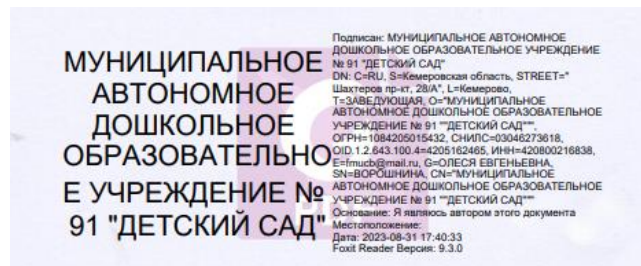 МУНИЦИПАЛЬНОЕ
АВТОНОМНОЕ
ДОШКОЛЬНОЕ
ОБРАЗОВАТЕЛЬНО
Е УЧРЕЖДЕНИЕ №
91 "ДЕТСКИЙ САД"
Подписан: МУНИЦИПАЛЬНОЕ АВТОНОМНОЕ
ДОШКОЛЬНОЕ ОБРАЗОВАТЕЛЬНОЕ УЧРЕЖДЕНИЕ
№ 91 "ДЕТСКИЙ САД"
DN: C=RU, S=Кемеровская область, STREET="
Шахтеров пр-кт, 28/А", L=Кемерово,
T=ЗАВЕДУЮЩАЯ, O="МУНИЦИПАЛЬНОЕ
АВТОНОМНОЕ ДОШКОЛЬНОЕ ОБРАЗОВАТЕЛЬНОЕ
УЧРЕЖДЕНИЕ № 91 ""ДЕТСКИЙ САД""",
ОГРН=1084205015432, СНИЛС=03046273618,
OID.1.2.643.100.4=4205162465, ИНН=420800216838,
E=fmucb@mail.ru, G=ОЛЕСЯ ЕВГЕНЬЕВНА,
SN=ВОРОШНИНА, CN="МУНИЦИПАЛЬНОЕ
АВТОНОМНОЕ ДОШКОЛЬНОЕ ОБРАЗОВАТЕЛЬНОЕ
УЧРЕЖДЕНИЕ № 91 ""ДЕТСКИЙ САД"""
Основание: Я являюсь автором этого документа
Местоположение:
Дата: 2023-08-31 17:40:33
Foxit Reader Версия: 9.3.0